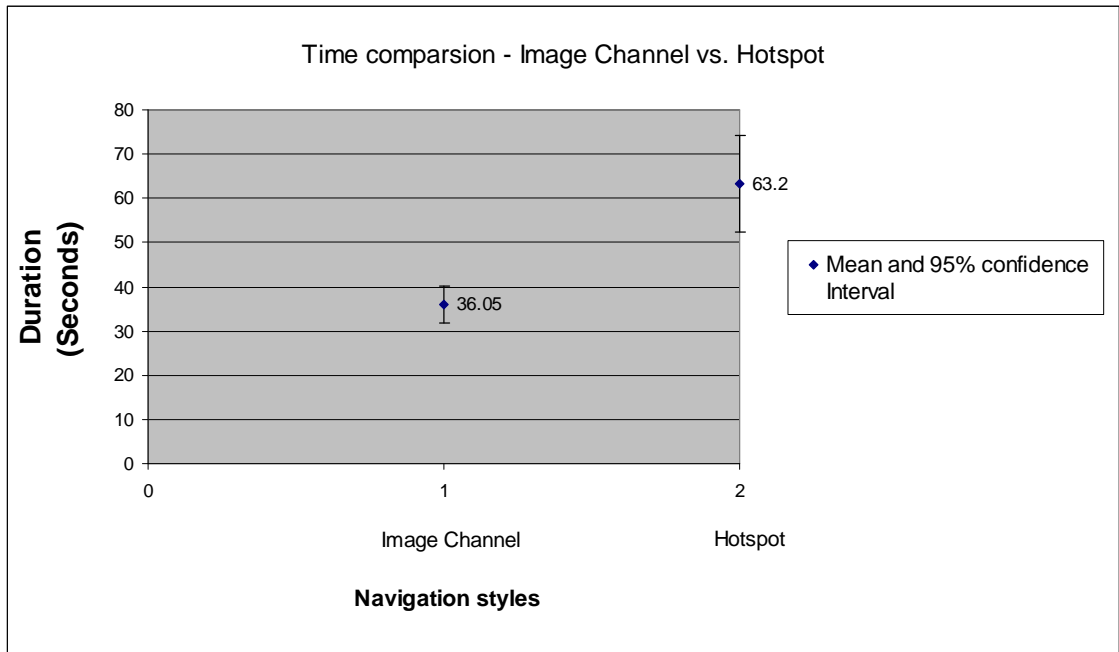 Time comparsion - Image Channel vs. Hotspot
Duration
(Seconds)
80
70
60
50
40
30
20
10
0
63.2
36.05
0
1
2
Image Channel
Hotspot
Navigation styles
Mean and 95% confidence
Interval